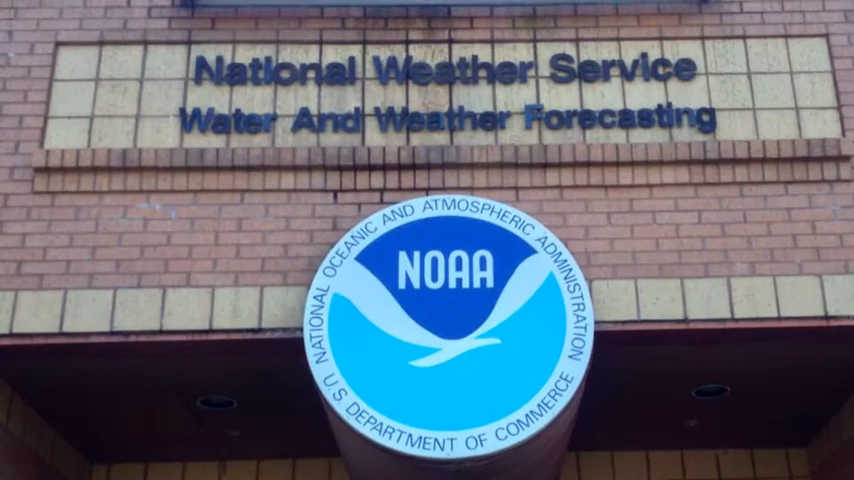 National Weather Service
Water And Weather Forecasting
NATIONAL OCEANIC AND ATMOSPHERIC ADMINISTRATION
NOAA
U.S. DEPARTMENT OF COMMERCE